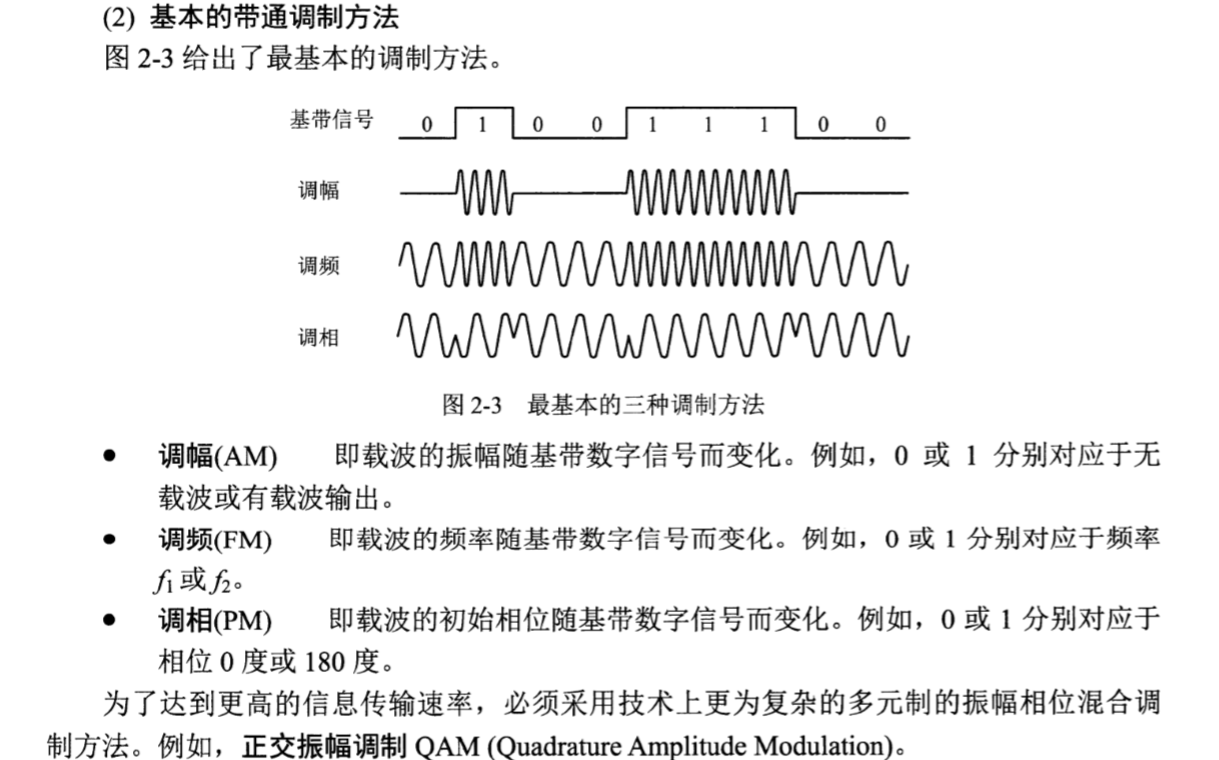 (2) 基本的带通调制方法
图 2-3 给出了最基本的调制方法。
基带信号 0 1 0 0 1 1 1 0 0
调幅
调频
调相
图 2-3 最基本的三种调制方法
• 调幅(AM) 即载波的振幅随基带数字信号而变化。例如，0 或 1 分别对应于无
载波或有载波输出。
• 调频(FM) 即载波的频率随基带数字信号而变化。例如，0 或 1 分别对应于频率
f1 或 f2。
• 调相(PM) 即载波的初始相位随基带数字信号而变化。例如，0 或 1 分别对应于
相位 0 度或 180 度。
为了达到更高的信息传输速率，必须采用技术上更为复杂的多元制的振幅相位混合调
制方法。例如，正交振幅调制 QAM (Quadrature Amplitude Modulation)。